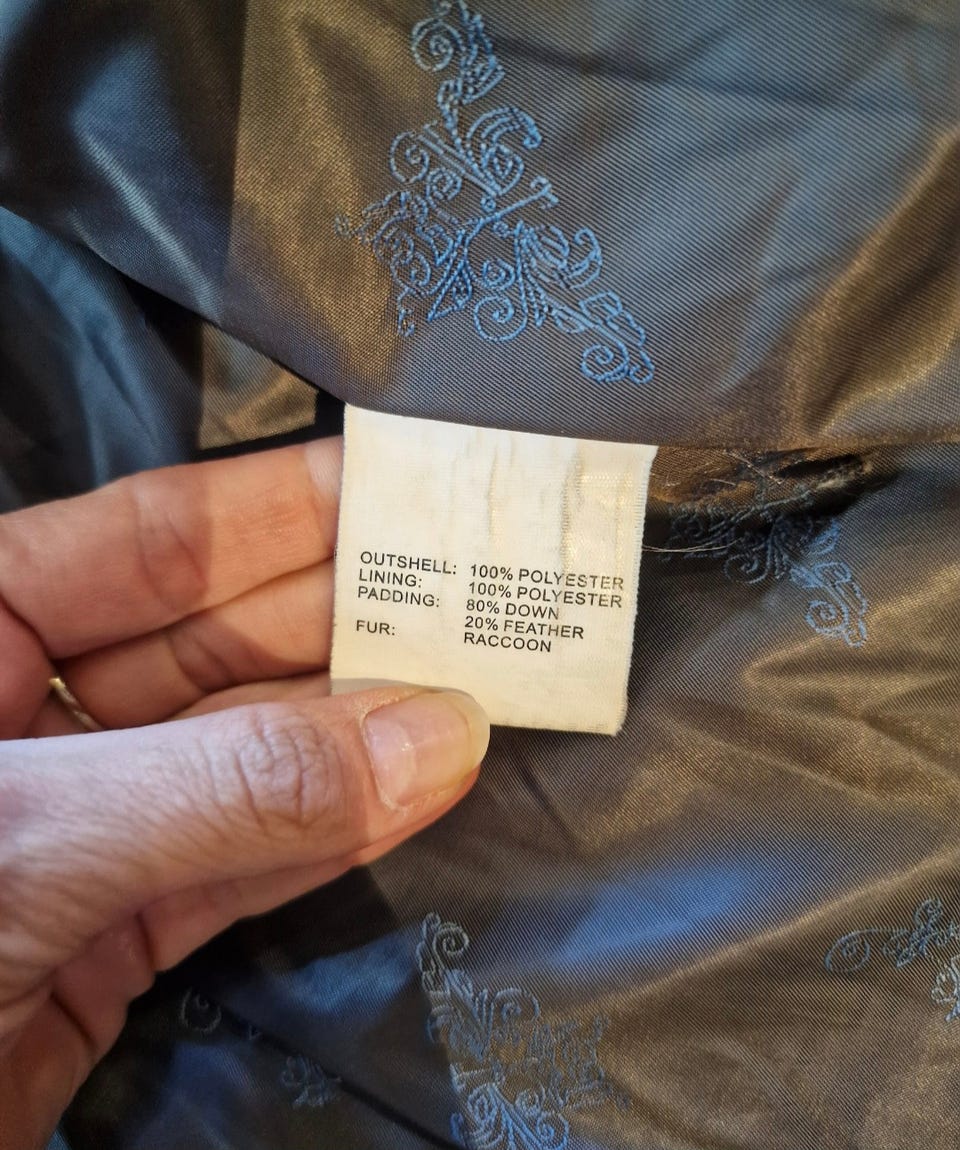 OUTSHELL: 100% POLYESTER
LINING: 100% POLYESTER
PADDING: 80% DOWN
20% FEATHER
FUR: RACCOON